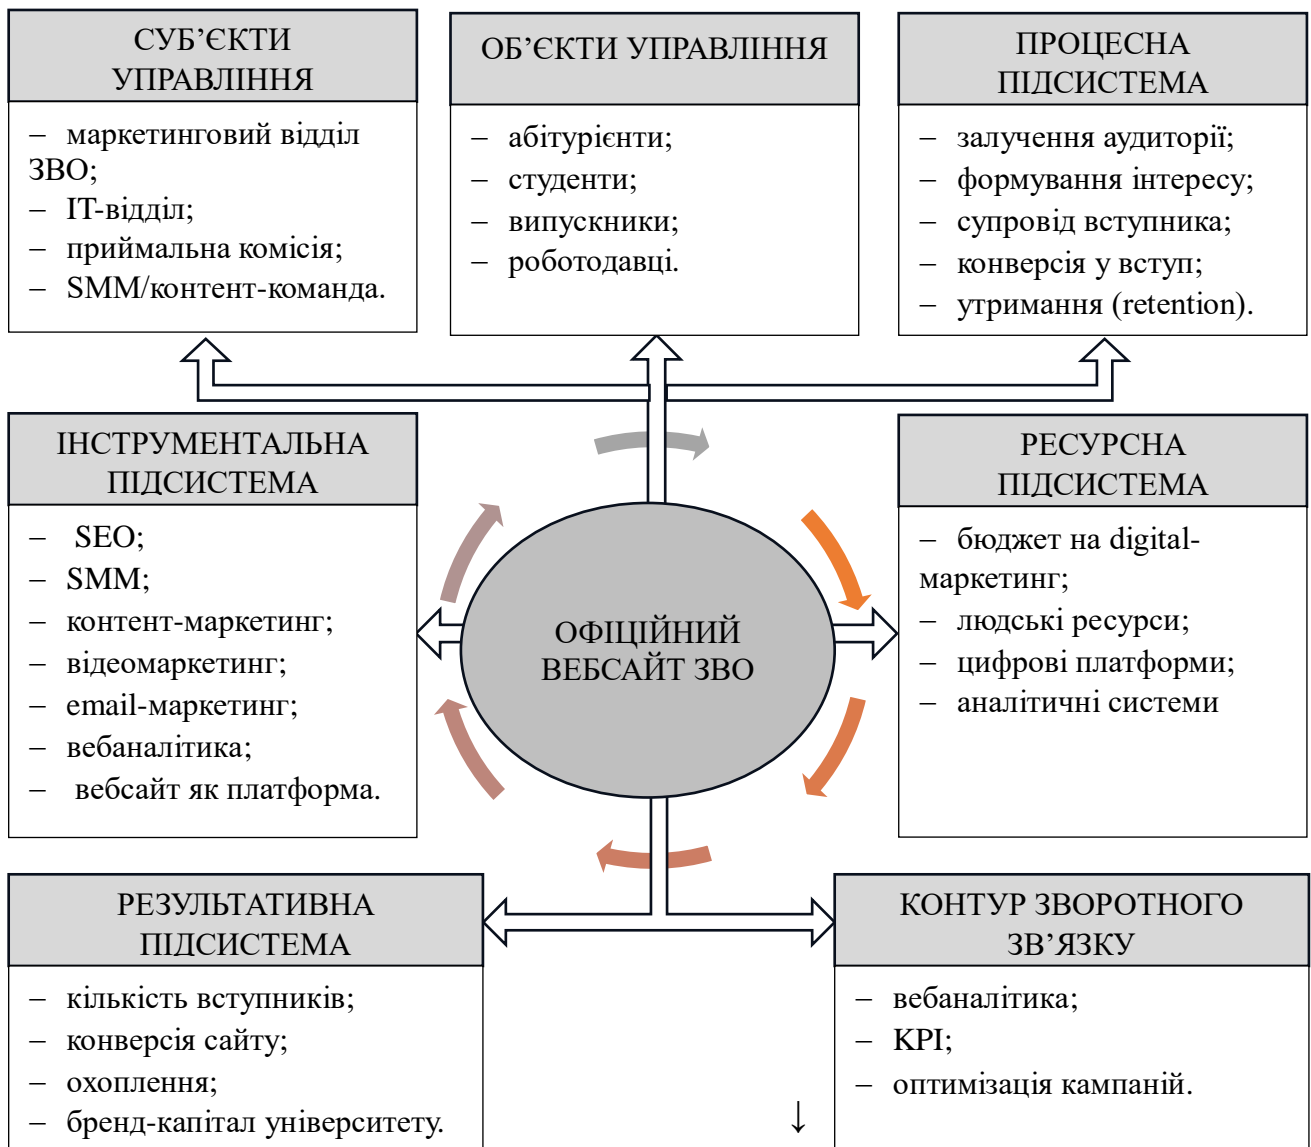 СУБ’ЄКТИ
УПРАВЛІННЯ
– маркетинговий відділ
ЗВО;
– ІТ-відділ;
– приймальна комісія;
– SMM/контент-команда.
ОБ’ЄКТИ УПРАВЛІННЯ
– абітурієнти;
– студенти;
– випускники;
– роботодавці.
ПРОЦЕСНА
ПІДСИСТЕМА
– залучення аудиторії;
– формування інтересу;
– супровід вступника;
– конверсія у вступ;
– утримання (retention).
ІНСТРУМЕНТАЛЬНА
ПІДСИСТЕМА
– SEO;
– SMM;
– контент-маркетинг;
– відеомаркетинг;
– email-маркетинг;
– вебаналітика;
– вебсайт як платформа.
ОФІЦІЙНИЙ
ВЕБСАЙТ ЗВО
РЕСУРСНА
ПІДСИСТЕМА
– бюджет на digital-
маркетинг;
– людські ресурси;
– цифрові платформи;
– аналітичні системи
РЕЗУЛЬТАТИВНА
ПІДСИСТЕМА
– кількість вступників;
– конверсія сайту;
– охоплення;
– бренд-капітал університету.
↓
КОНТУР ЗВОРОТНОГО
ЗВ’ЯЗКУ
– вебаналітика;
– KPI;
– оптимізація кампаній.